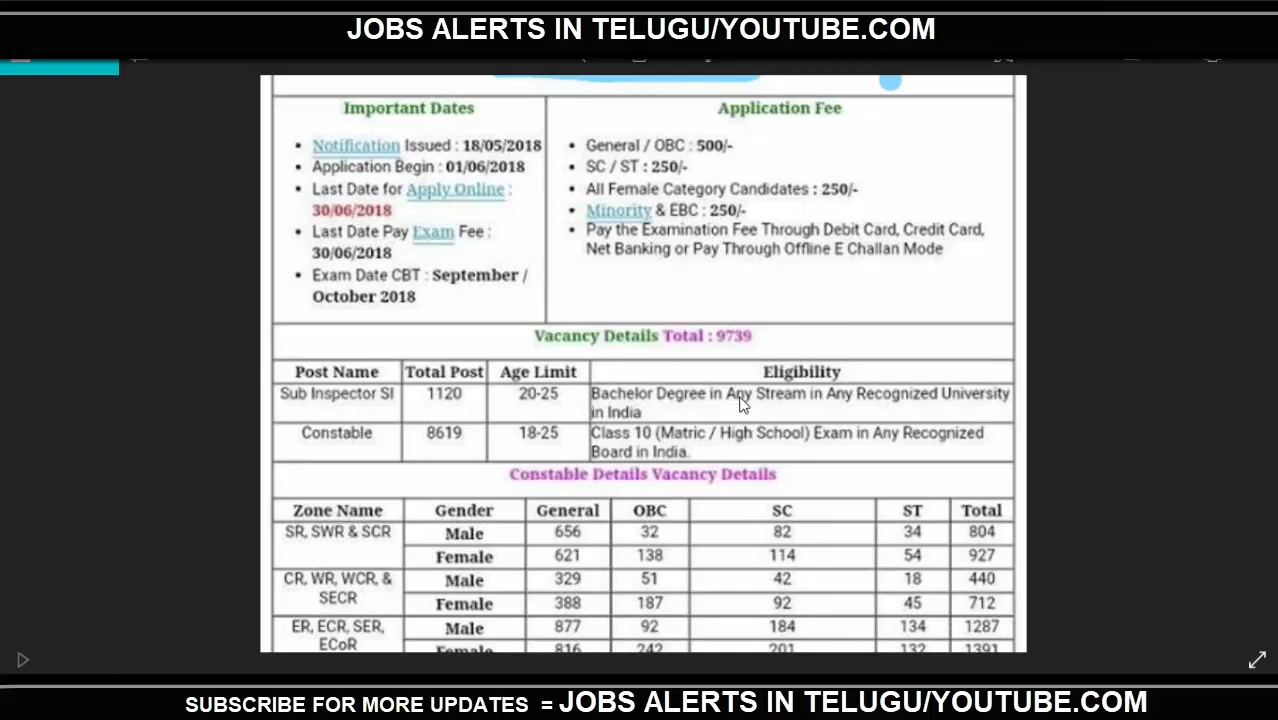 JOBS ALERTS IN TELUGU/YOUTUBE.COM
Important Dates
Notification Issued : 18/05/2018
Application Begin : 01/06/2018
Last Date for Apply Online :
30/06/2018
Last Date Pay Exam Fee :
30/06/2018
Exam Date CBT : September /
October 2018
Application Fee
General / OBC : 500/-
SC / ST : 250/-
All Female Category Candidates : 250/-
Minority & EBC : 250/-
Pay the Examination Fee Through Debit Card, Credit Card,
Net Banking or Pay Through Offline E Challan Mode
Vacancy Details Total : 9739
Post Name Total Post Age Limit Eligibility
Sub Inspector SI 1120 20-25 Bachelor Degree in Any Stream in Any Recognized University
in India
Constable 8619 18-25 Class 10 (Matric / High School) Exam in Any Recognized
Board in India.
Constable Details Vacancy Details
Zone Name Gender General OBC SC ST Total
SR, SWR & SCR Male 656 32 82 34 804
Female 621 138 114 54 927
CR, WR, WCR, & Male 329 51 42 18 440
SECR Female 388 187 92 45 712
ER, ECR, SER, Male 877 92 184 134 1287
ECoR Female 816 242 201 132 1391
SUBSCRIBE FOR MORE UPDATES = JOBS ALERTS IN TELUGU/YOUTUBE.COM